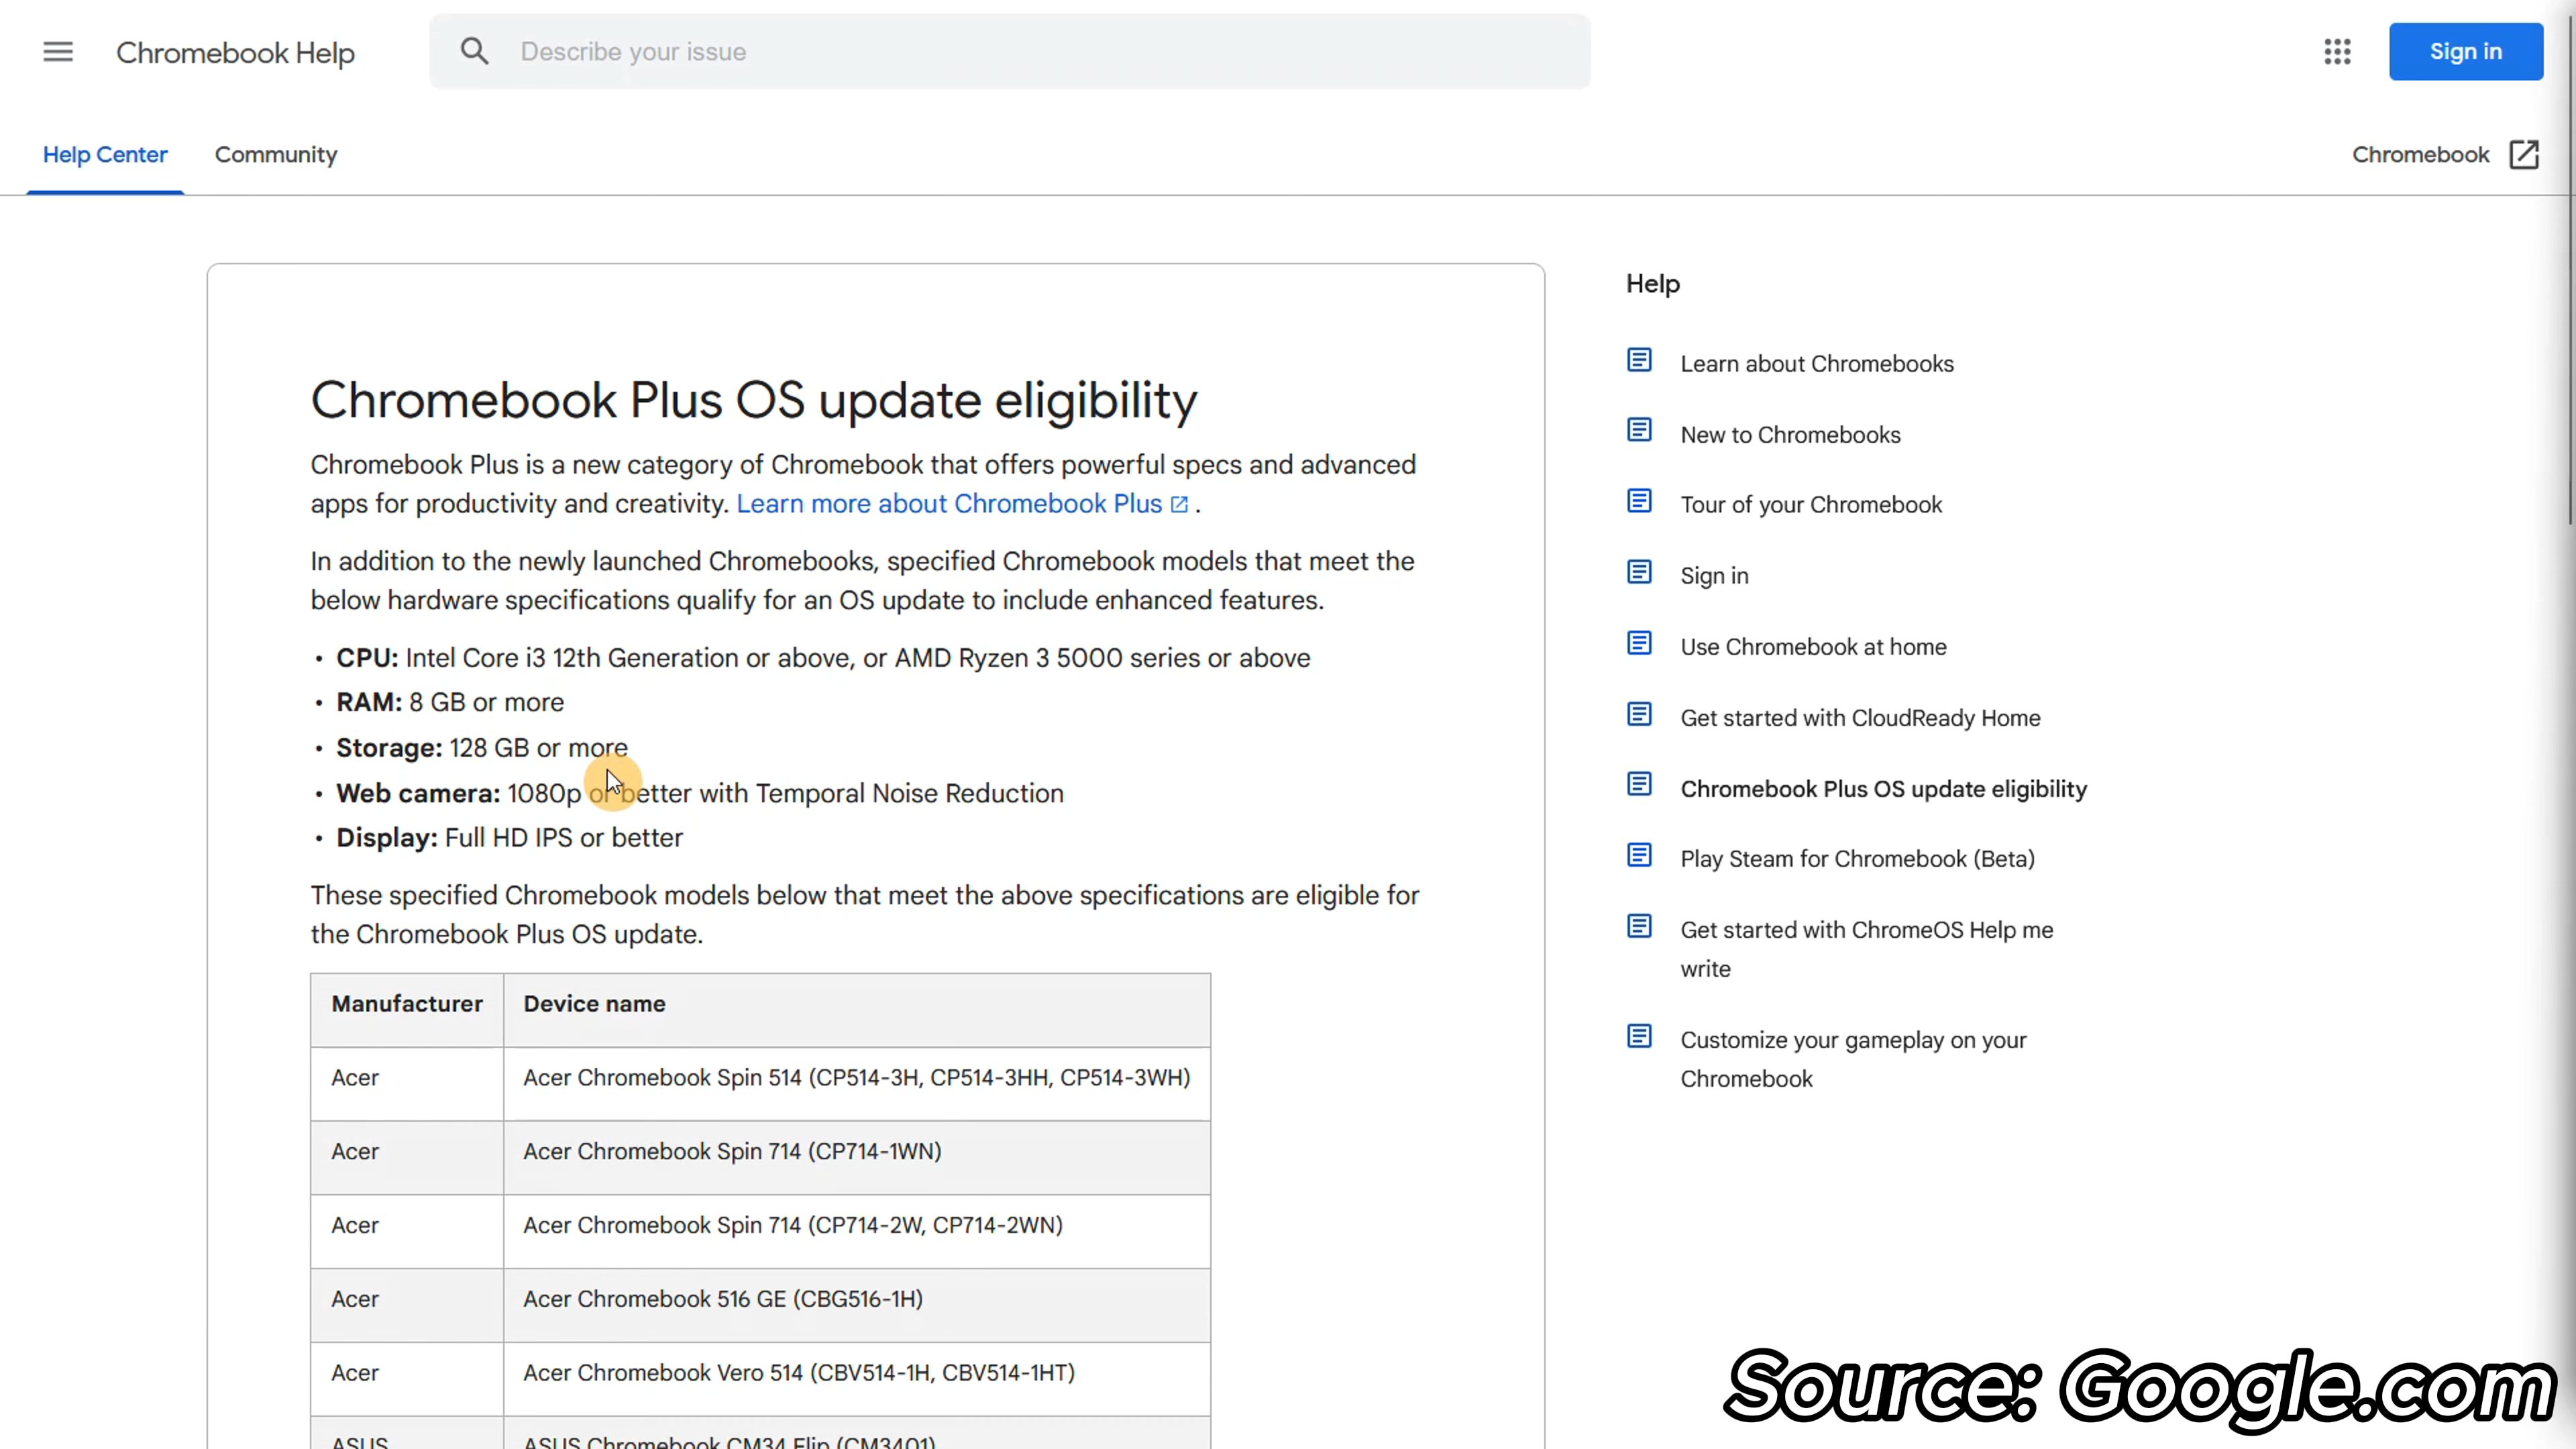 Chromebook Help
Describe your issue
Sign in
Help Center
Community
Chromebook
Chromebook Plus OS update eligibility
Chromebook Plus is a new category of Chromebook that offers powerful specs and advanced
apps for productivity and creativity. Learn more about Chromebook Plus .
In addition to the newly launched Chromebooks, specified Chromebook models that meet the
below hardware specifications qualify for an OS update to include enhanced features.
• CPU: Intel Core i3 12th Generation or above, or AMD Ryzen 3 5000 series or above
• RAM: 8 GB or more
• Storage: 128 GB or more
• Web camera: 1080p or better with Temporal Noise Reduction
• Display: Full HD IPS or better
These specified Chromebook models below that meet the above specifications are eligible for
the Chromebook Plus OS update.
Manufacturer Device name
Acer Acer Chromebook Spin 514 (CP514-3H, CP514-3HH, CP514-3WH)
Acer Acer Chromebook Spin 714 (CP714-1WN)
Acer Acer Chromebook Spin 714 (CP714-2W, CP714-2WN)
Acer Acer Chromebook 516 GE (CBG516-1H)
Acer Acer Chromebook Vero 514 (CBV514-1H, CBV514-1HT)
ASUS ASUS Chromebook CM34 Flip (CM3401)
Help
Learn about Chromebooks
New to Chromebooks
Tour of your Chromebook
Sign in
Use Chromebook at home
Get started with CloudReady Home
Chromebook Plus OS update eligibility
Play Steam for Chromebook (Beta)
Get started with ChromeOS Help me
write
Customize your gameplay on your
Chromebook
Source: Google.com